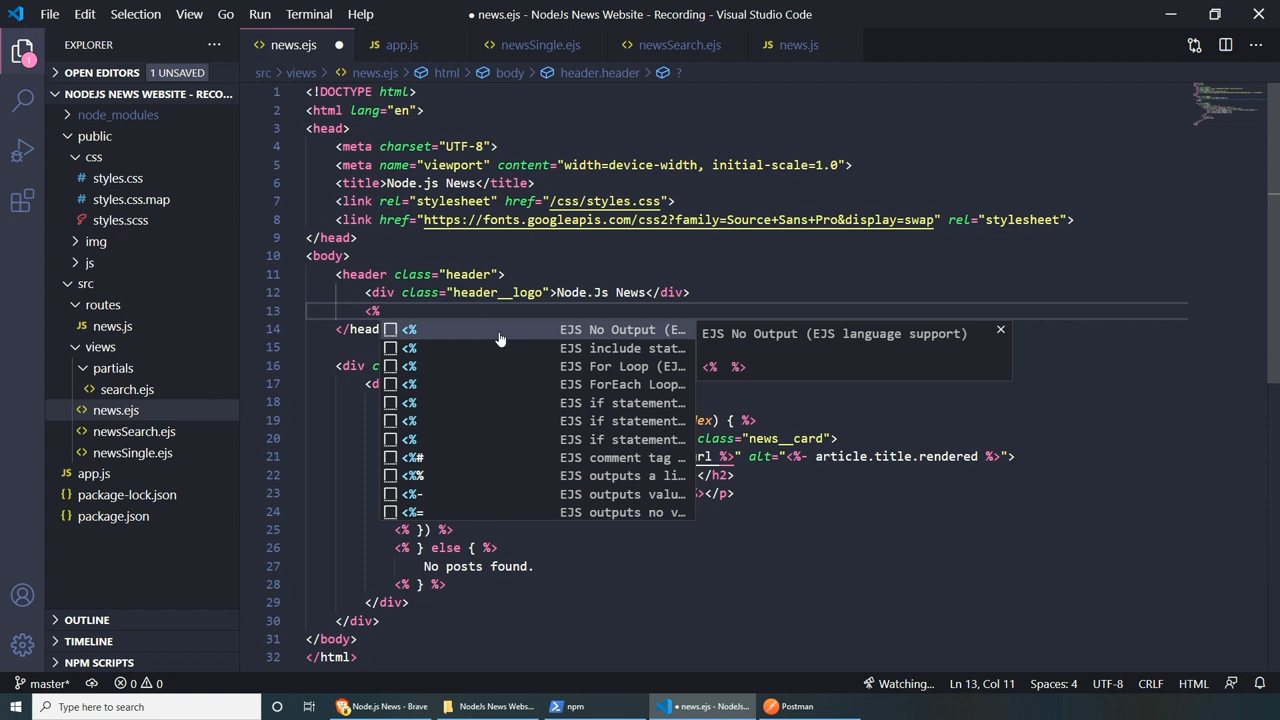 File Edit Selection View Go Run Terminal Help ● news.ejs - NodeJs News Website - Recording - Visual Studio Code
EXPLORER ···
news.ejs ● JS app.js <> newsSingle.ejs <> newsSearch.ejs JS news.js
OPEN EDITORS 1 UNSAVED
src > views > <> news.ejs > html > body > header.header > ?
NODEJS NEWS WEBSITE - RECO...
node_modules
public
css
# styles.css
styles.css.map
styles.scss
img
js
src
routes
JS news.js
views
partials
<> search.ejs
<> news.ejs
<> newsSearch.ejs
<> newsSingle.ejs
JS app.js
{} package-lock.json
{} package.json
OUTLINE
TIMELINE
NPM SCRIPTS
1 <!DOCTYPE html>
2 <html lang="en">
3 <head>
4 <meta charset="UTF-8">
5 <meta name="viewport" content="width=device-width, initial-scale=1.0">
6 <title>Node.js News</title>
7 <link rel="stylesheet" href="/css/styles.css">
8 <link href="https://fonts.googleapis.com/css2?family=Source+Sans+Pro&display=swap" rel="stylesheet">
9 </head>
10 <body>
11 <header class="header">
12 <div class="header__logo">Node.Js News</div>
13 <%
14 </head
15
16 <div c
17 <d
18
19 ex) { %>
20 class="news__card">
21 rl %>" alt="<%- article.title.rendered %>">
22 </h2>
23 %></p>
24
25 <% }) %>
26 <% } else { %>
27 No posts found.
28 <% } %>
29 </div>
30 </div>
31 </body>
32 </html>
<% EJS No Output (E...
<% EJS include stat...
<% EJS For Loop (EJ...
<% EJS ForEach Loop...
<% EJS if statement...
<% EJS if statement...
<% EJS if statement...
<%# EJS comment tag ...
<%% EJS outputs a li...
<%- EJS outputs valu...
<%= EJS outputs no v...
EJS No Output (EJS language support)
<% %>
master* 0 0 Watching... Ln 13, Col 11 Spaces: 4 UTF-8 CRLF HTML
Type here to search Node.js News - Brave NodeJs News Webs... npm ● news.ejs - NodeJs... Postman